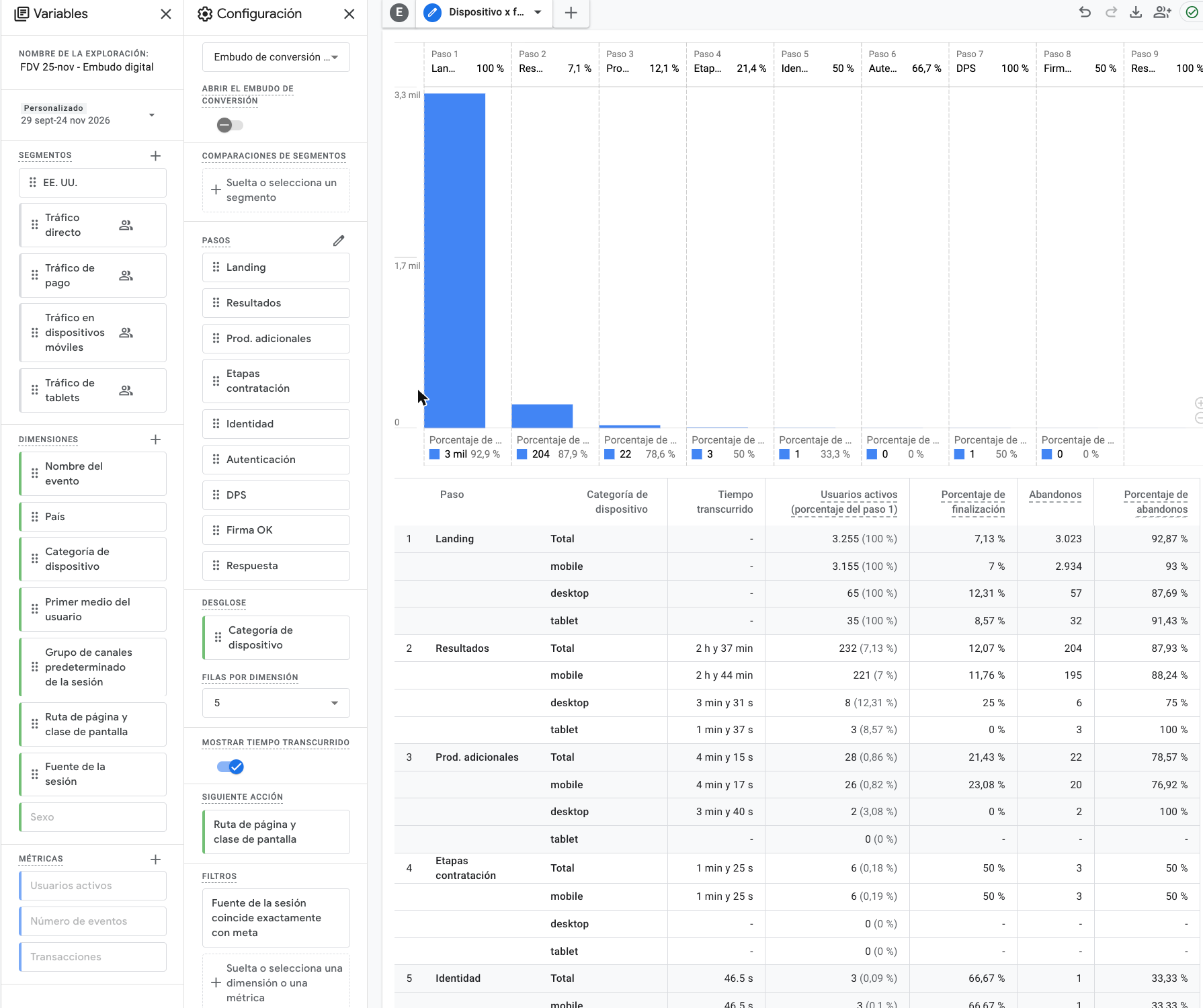 Variables
NOMBRE DE LA EXPLORACIÓN:
FDV 25-nov - Embudo digital
Personalizado
29 sept-24 nov 2026
SEGMENTOS
EE. UU.
Tráfico
directo
Tráfico de
pago
Tráfico en
dispositivos
móviles
Tráfico de
tablets
DIMENSIONES
Nombre del
evento
País
Categoría de
dispositivo
Primer medio del
usuario
Grupo de canales
predeterminado
de la sesión
Ruta de página y
clase de pantalla
Fuente de la
sesión
Sexo
MÉTRICAS
Usuarios activos
Número de eventos
Transacciones
Configuración
Embudo de conversión ...
ABRIR EL EMBUDO DE
CONVERSIÓN
COMPARACIONES DE SEGMENTOS
Suelta o selecciona un
segmento
PASOS
Landing
Resultados
Prod. adicionales
Etapas
contratación
Identidad
Autenticación
DPS
Firma OK
Respuesta
DESGLOSE
Categoría de
dispositivo
FILAS POR DIMENSIÓN
5
MOSTRAR TIEMPO TRANSCURRIDO
SIGUIENTE ACCIÓN
Ruta de página y
clase de pantalla
FILTROS
Fuente de la sesión
coincide exactamente
con meta
Suelta o selecciona una
dimensión o una
métrica
E Dispositivo x f...
Paso 1 Paso 2 Paso 3 Paso 4 Paso 5 Paso 6 Paso 7 Paso 8 Paso 9
Lan... 100 % Res... 7,1 % Pro... 12,1 % Etap... 21,4 % Iden... 50 % Aute... 66,7 % DPS 100 % Firm... 50 % Res... 100 %
3,3 mil
1,7 mil
0
Porcentaje de ... Porcentaje de ... Porcentaje de ... Porcentaje de ... Porcentaje de ... Porcentaje de ... Porcentaje de ... Porcentaje de ...
3 mil 92,9 % 204 87,9 % 22 78,6 % 3 50 % 1 33,3 % 0 0 % 1 50 % 0 0 %
Paso Categoría de dispositivo Tiempo transcurrido Usuarios activos (porcentaje del paso 1) Porcentaje de finalización Abandonos Porcentaje de abandonos
1 Landing Total - 3.255 (100 %) 7,13 % 3.023 92,87 %
mobile - 3.155 (100 %) 7 % 2.934 93 %
desktop - 65 (100 %) 12,31 % 57 87,69 %
tablet - 35 (100 %) 8,57 % 32 91,43 %
2 Resultados Total 2 h y 37 min 232 (7,13 %) 12,07 % 204 87,93 %
mobile 2 h y 44 min 221 (7 %) 11,76 % 195 88,24 %
desktop 3 min y 31 s 8 (12,31 %) 25 % 6 75 %
tablet 1 min y 37 s 3 (8,57 %) 0 % 3 100 %
3 Prod. adicionales Total 4 min y 15 s 28 (0,86 %) 21,43 % 22 78,57 %
mobile 4 min y 17 s 26 (0,82 %) 23,08 % 20 76,92 %
desktop 3 min y 40 s 2 (3,08 %) 0 % 2 100 %
tablet 0 (0 %) - - -
4 Etapas contratación Total 1 min y 25 s 6 (0,18 %) 50 % 3 50 %
mobile 1 min y 25 s 6 (0,19 %) 50 % 3 50 %
desktop 0 (0 %) - - -
tablet 0 (0 %) - - -
5 Identidad Total 46.5 s 3 (0,09 %) 66,67 % 1 33,33 %
mobile 46.5 s 3 (0,1 %) 66,67 % 1 33,33 %